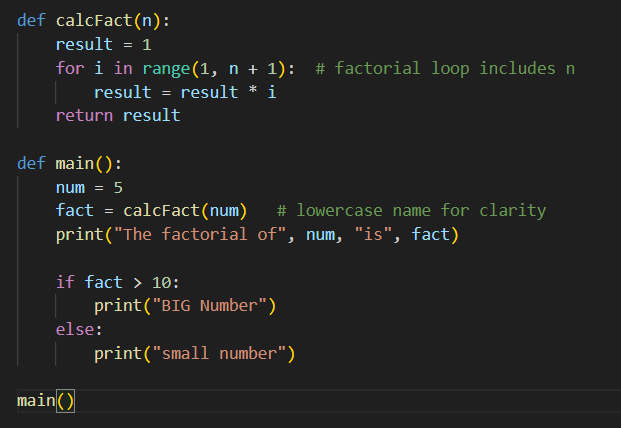 def calcFact(n):
    result = 1
    for i in range(1, n + 1):  # factorial loop includes n
        result = result * i
    return result

def main():
    num = 5
    fact = calcFact(num)   # lowercase name for clarity
    print("The factorial of", num, "is", fact)

    if fact > 10:
        print("BIG Number")
    else:
        print("small number")

main()